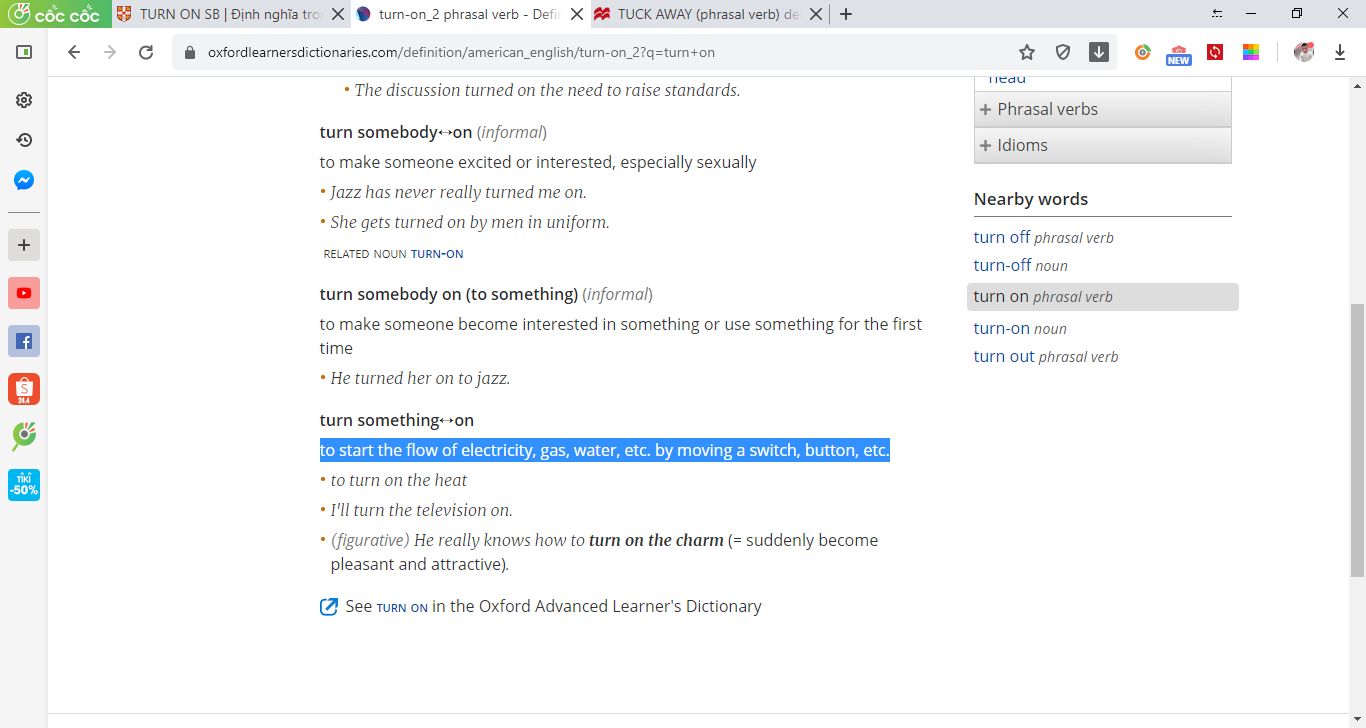 cốc cốc
TURN ON SB | Định nghĩa tro
turn-on_2 phrasal verb - Defin
TUCK AWAY (phrasal verb) de
oxfordlearnersdictionaries.com/definition/american_english/turn-on_2?q=turn+on
NEW
• The discussion turned on the need to raise standards.
turn somebody↔on (informal)
to make someone excited or interested, especially sexually
• Jazz has never really turned me on.
• She gets turned on by men in uniform.
RELATED NOUN TURN-ON
turn somebody on (to something) (informal)
to make someone become interested in something or use something for the first
time
• He turned her on to jazz.
turn something↔on
to start the flow of electricity, gas, water, etc. by moving a switch, button, etc.
• to turn on the heat
• I'll turn the television on.
• (figurative) He really knows how to turn on the charm (= suddenly become
pleasant and attractive).
See TURN ON in the Oxford Advanced Learner's Dictionary
head
+ Phrasal verbs
+ Idioms
Nearby words
turn off phrasal verb
turn-off noun
turn on phrasal verb
turn-on noun
turn out phrasal verb
S
24.4
TIKI
-50%